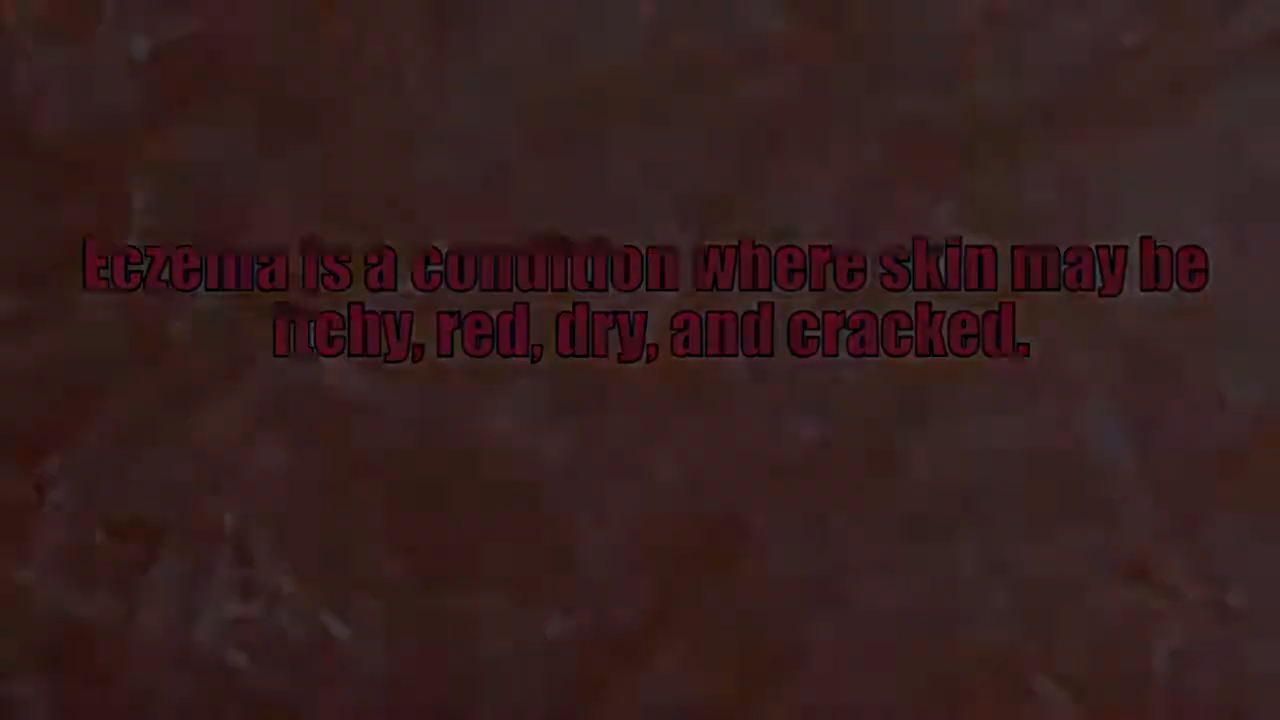 Eczema is a condition where skin may be
itchy, red, dry, and cracked.